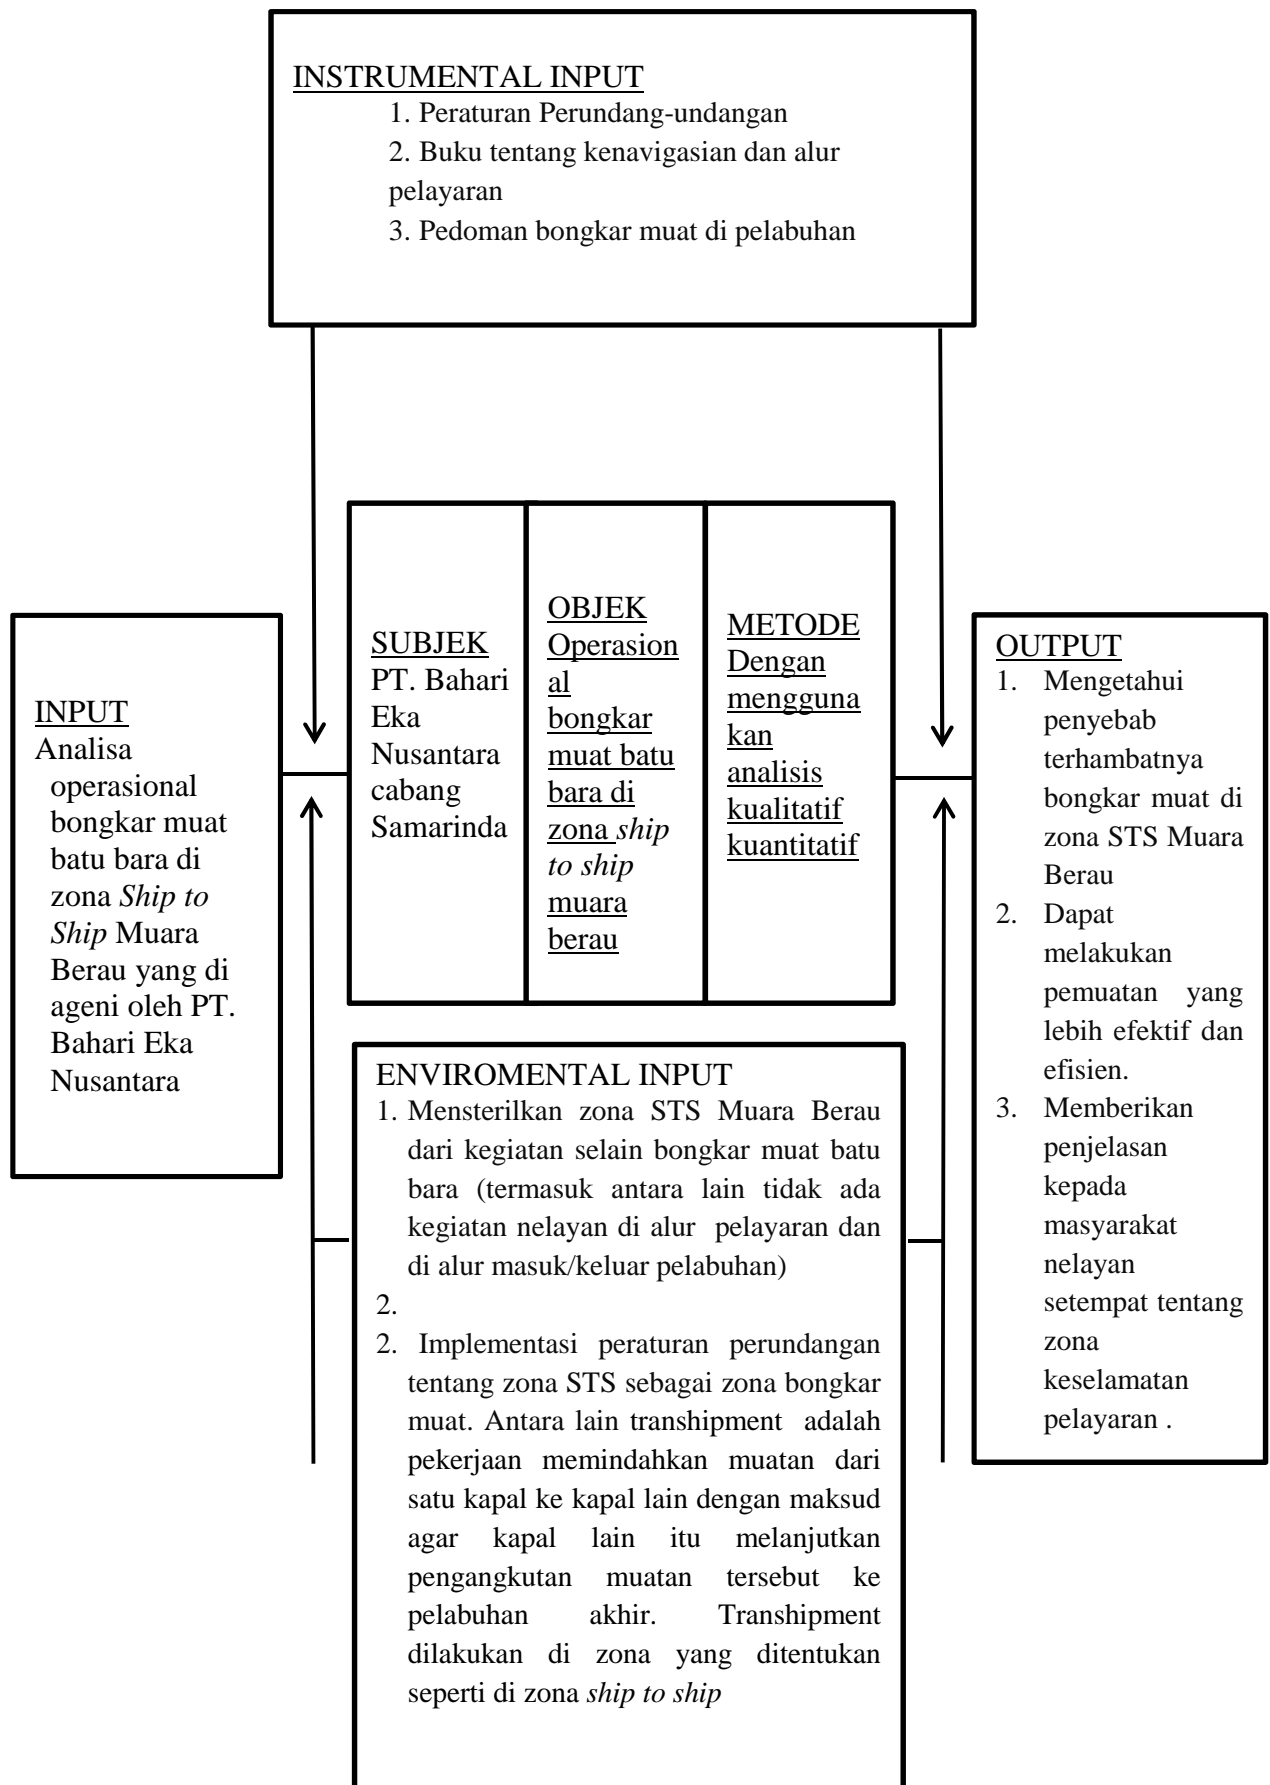 INSTRUMENTAL INPUT
1. Peraturan Perundang-undangan
2. Buku tentang kenavigasian dan alur
pelayaran
3. Pedoman bongkar muat di pelabuhan
INPUT
Analisa
operasional
bongkar muat
batu bara di
zona Ship to
Ship Muara
Berau yang di
ageni oleh PT.
Bahari Eka
Nusantara
SUBJEK
PT. Bahari
Eka
Nusantara
cabang
Samarinda
OBJEK
Operasion
al
bongkar
muat batu
bara di
zona ship
to ship
muara
berau
METODE
Dengan
mengguna
kan
analisis
kualitatif
kuantitatif
OUTPUT
1. Mengetahui
penyebab
terhambatnya
bongkar muat di
zona STS Muara
Berau
2. Dapat
melakukan
pemuatan yang
lebih efektif dan
efisien.
3. Memberikan
penjelasan
kepada
masyarakat
nelayan
setempat tentang
zona
keselamatan
pelayaran .
ENVIROMENTAL INPUT
1. Mensterilkan zona STS Muara Berau
dari kegiatan selain bongkar muat batu
bara (termasuk antara lain tidak ada
kegiatan nelayan di alur pelayaran dan
di alur masuk/keluar pelabuhan)
2.
2. Implementasi peraturan perundangan
tentang zona STS sebagai zona bongkar
muat. Antara lain transhipment adalah
pekerjaan memindahkan muatan dari
satu kapal ke kapal lain dengan maksud
agar kapal lain itu melanjutkan
pengangkutan muatan tersebut ke
pelabuhan akhir. Transhipment
dilakukan di zona yang ditentukan
seperti di zona ship to ship